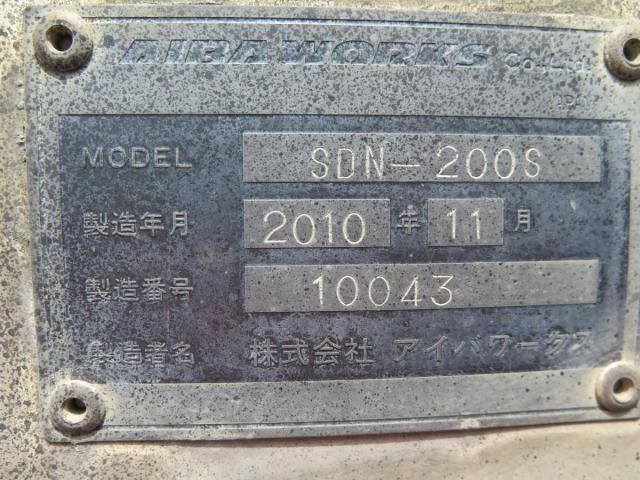 AIBA WORKS Co.,Ltd.
MODEL SDN-200S
製造年月 2010 年 11 月
製造番号 10043
製造者名 株式会社 アイバワークス